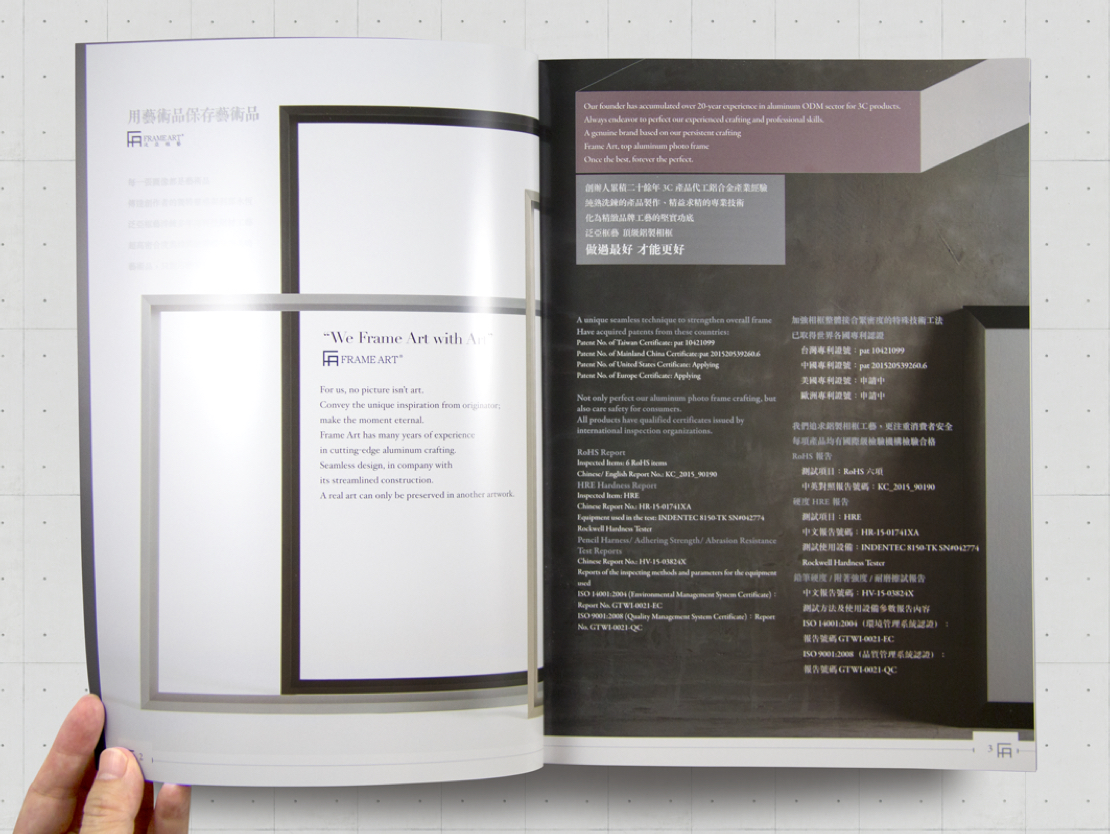 用藝術品保存藝術品
FRAME ART®
“We Frame Art with Art”
FRAME ART®
For us, no picture isn't art.
Convey the unique inspiration from originator;
make the moment eternal.
Frame Art has many years of experience
in cutting-edge aluminum crafting.
Seamless design, in company with
its streamlined construction.
A real art can only be preserved in another artwork.
2
Our founder has accumulated over 20-year experience in aluminum ODM sector for 3C products.
Always endeavor to perfect our experienced crafting and professional skills.
A genuine brand based on our persistent crafting
Frame Art, top aluminum photo frame
Once the best, forever the perfect.
創辦人累積二十餘年 3C 產品代工鋁合金產業經驗
純熟洗鍊的產品製作、精益求精的專業技術
化為精緻品牌工藝的堅實功底
泛亞框藝 頂級鋁製相框
做過最好 才能更好
A unique seamless technique to strengthen overall frame
Have acquired patents from these countries:
Patent No. of Taiwan Certificate: pat 10421099
Patent No. of Mainland China Certificate:pat 201520539260.6
Patent No. of United States Certificate: Applying
Patent No. of Europe Certificate: Applying
Not only perfect our aluminum photo frame crafting, but
also care safety for consumers.
All products have qualified certificates issued by
international inspection organizations.
RoHS Report
Inspected Items: 6 RoHS items
Chinese/ English Report No.: KC_2015_90190
HRE Hardness Report
Inspected Item: HRE
Chinese Report No.: HR-15-01741XA
Equipment used in the test: INDENTEC 8150-TK SN#042774
Rockwell Hardness Tester
Pencil Harness/ Adhering Strength/ Abrasion Resistance
Test Reports
Chinese Report No.: HV-15-03824X
Reports of the inspecting methods and parameters for the equipment
used
ISO 14001:2004 (Environmental Management System Certificate)：
Report No. GTWI-0021-EC
ISO 9001:2008 (Quality Management System Certificate)：Report
No. GTWI-0021-QC
加強相框整體接合緊密度的特殊技術工法
已取得世界各國專利認證
台灣專利證號：pat 10421099
中國專利證號：pat 201520539260.6
美國專利證號：申請中
歐洲專利證號：申請中
我們追求鋁製相框工藝、更注重消費者安全
每項產品均有國際級檢驗機構檢驗合格
RoHS 報告
測試項目：RoHS 六項
中英對照報告號碼：KC_2015_90190
硬度 HRE 報告
測試項目：HRE
中文報告號碼：HR-15-01741XA
測試使用設備：INDENTEC 8150-TK SN#042774
Rockwell Hardness Tester
鉛筆硬度 / 附著強度 / 耐磨擦試報告
中文報告號碼：HV-15-03824X
測試方法及使用設備參數報告內容
ISO 14001:2004（環境管理系統認證）：
報告號碼 GTWI-0021-EC
ISO 9001:2008（品質管理系統認證）：
報告號碼 GTWI-0021-QC
3